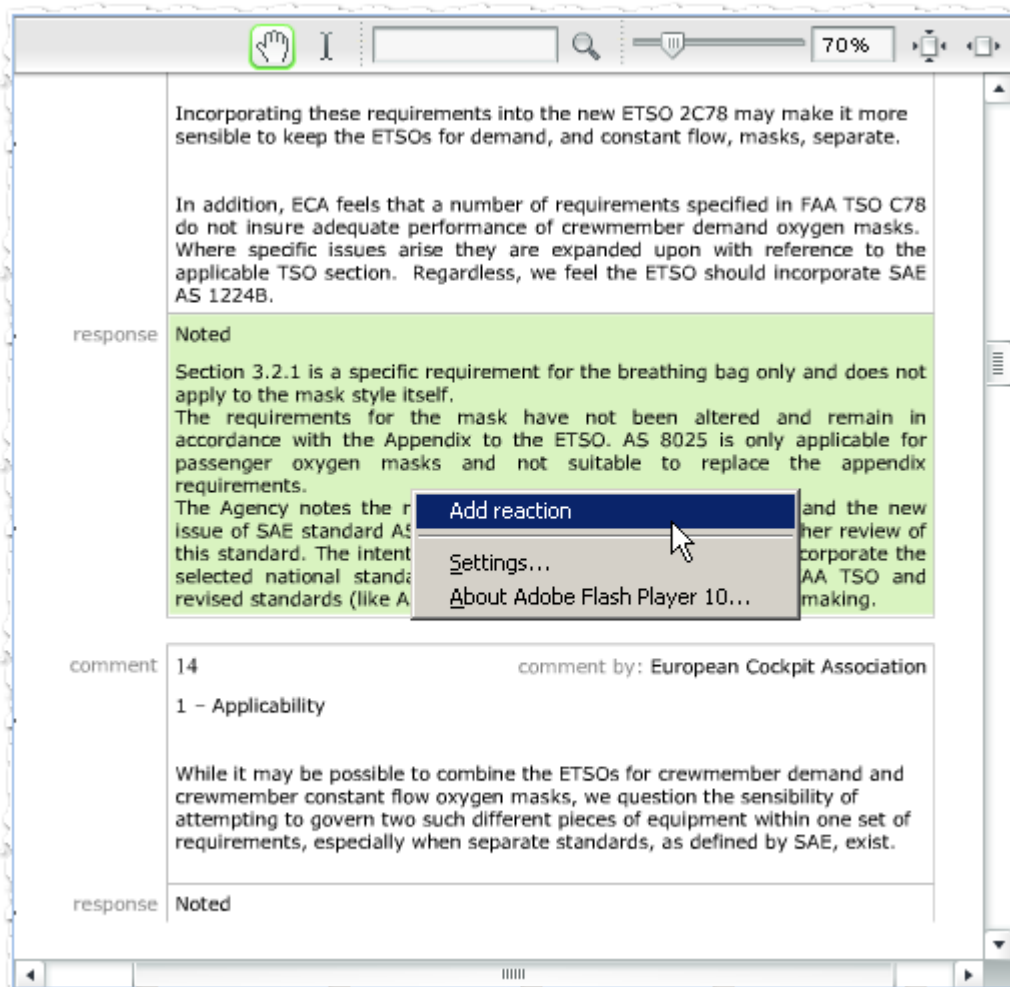 70%
Incorporating these requirements into the new ETSO 2C78 may make it more
sensible to keep the ETSOs for demand, and constant flow, masks, separate.
In addition, ECA feels that a number of requirements specified in FAA TSO C78
do not insure adequate performance of crewmember demand oxygen masks.
Where specific issues arise they are expanded upon with reference to the
applicable TSO section. Regardless, we feel the ETSO should incorporate SAE
AS 1224B.
response Noted
Section 3.2.1 is a specific requirement for the breathing bag only and does not
apply to the mask style itself.
The requirements for the mask have not been altered and remain in
accordance with the Appendix to the ETSO. AS 8025 is only applicable for
passenger oxygen masks and not suitable to replace the appendix
requirements.
The Agency notes the r Add reaction and the new
issue of SAE standard AS her review of
this standard. The intent Settings... corporate the
selected national standa AA TSO and
revised standards (like A About Adobe Flash Player 10... making.
comment 14 comment by: European Cockpit Association
1 – Applicability
While it may be possible to combine the ETSOs for crewmember demand and
crewmember constant flow oxygen masks, we question the sensibility of
attempting to govern two such different pieces of equipment within one set of
requirements, especially when separate standards, as defined by SAE, exist.
response Noted